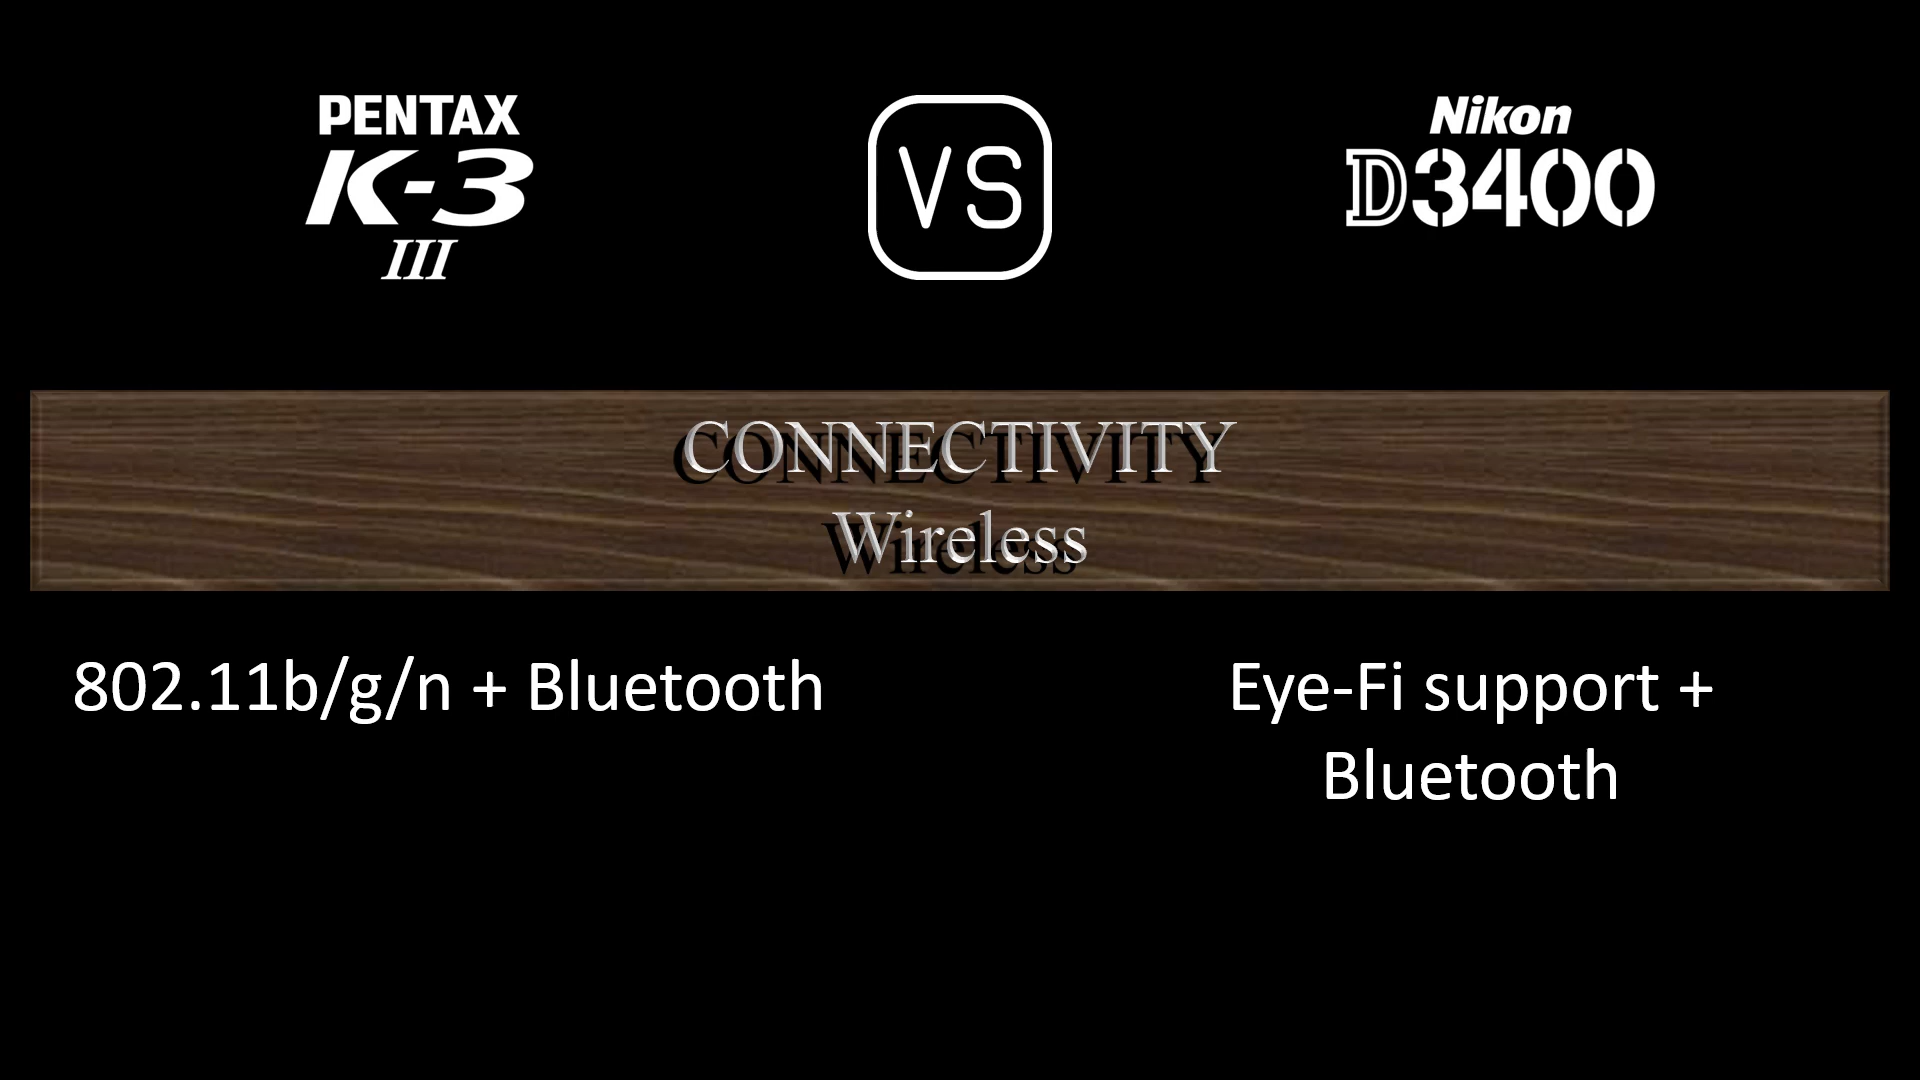 PENTAX
K-3
III
VS
Nikon
D3400
CONNECTIVITY
Wireless
802.11b/g/n + Bluetooth
Eye-Fi support +
Bluetooth